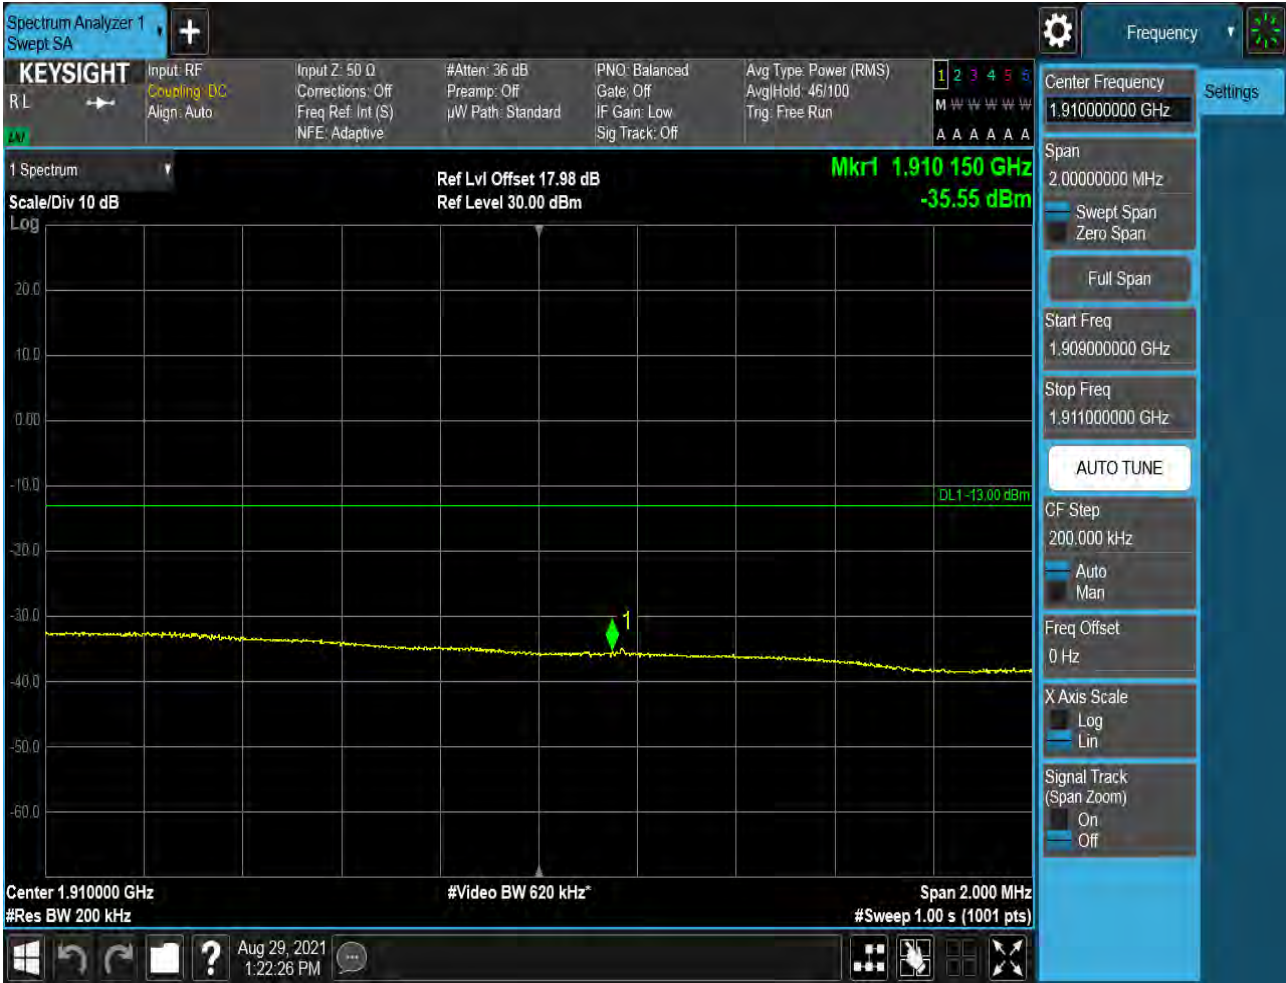 Spectrum Analyzer 1
Swept SA
+
Frequency
KEYSIGHT
R L
Input: RF
Coupling: DC
Align: Auto
Input Z: 50 Ω
Corrections: Off
Freq Ref: Int (S)
NFE: Adaptive
#Atten: 36 dB
Preamp: Off
µW Path: Standard
PNO: Balanced
Gate: Off
IF Gain: Low
Sig Track: Off
Avg Type: Power (RMS)
Avg|Hold: 46/100
Trig: Free Run
1 2 3 4 5 6
M W W W W W
A A A A A A
1 Spectrum
Scale/Div 10 dB
Log
Ref Lvl Offset 17.98 dB
Ref Level 30.00 dBm
Mkr1 1.910 150 GHz
-35.55 dBm
20.0
10.0
0.00
-10.0
-20.0
-30.0
-40.0
-50.0
-60.0
DL1 -13.00 dBm
1
Center 1.910000 GHz
#Res BW 200 kHz
#Video BW 620 kHz*
Span 2.000 MHz
#Sweep 1.00 s (1001 pts)
Center Frequency
1.910000000 GHz
Settings
Span
2.00000000 MHz
Swept Span
Zero Span
Full Span
Start Freq
1.909000000 GHz
Stop Freq
1.911000000 GHz
AUTO TUNE
CF Step
200.000 kHz
Auto
Man
Freq Offset
0 Hz
X Axis Scale
Log
Lin
Signal Track
(Span Zoom)
On
Off
?
Aug 29, 2021
1:22:26 PM